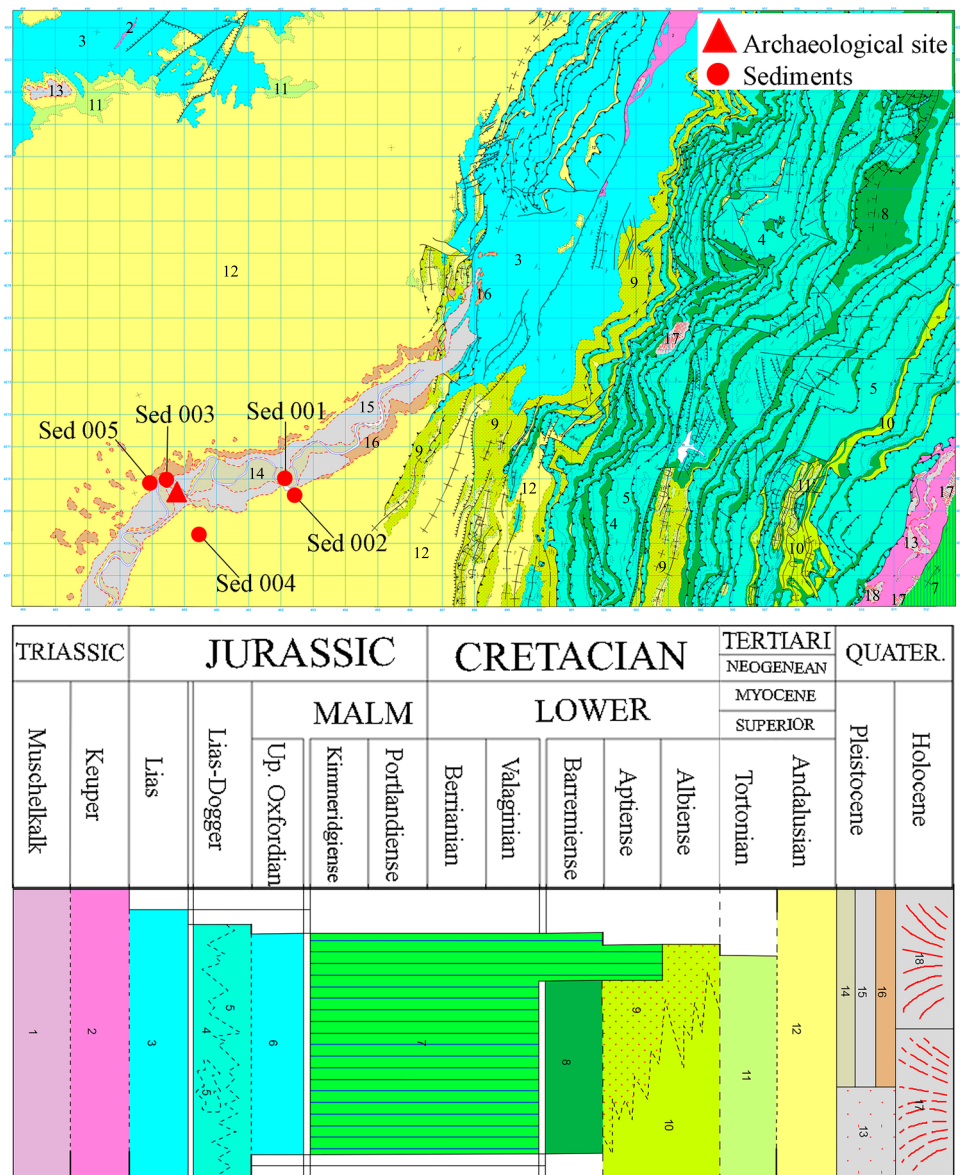 3
2
Archaeological site
Sediments
13
11
11
8
4
12
3
9
16
17
5
15
Sed 003
Sed 001
9
10
Sed 005
16
9
14
11
17
12
5
4
13
Sed 002
12
10
9
Sed 004
18
17
7
TRIASSIC
JURASSIC
CRETACIAN
TERTIARI
NEOGENEAN
QUATER.
MALM
LOWER
MYOCENE
SUPERIOR
Muschelkalk
Keuper
Lias
Lias-Dogger
Up. Oxfordian
Kimmeridgiense
Portlandiense
Berrianian
Valaginian
Barremiense
Aptiense
Albiense
Tortonian
Andalusian
Pleistocene
Holocene
1
2
3
4
5
5
6
7
8
9
10
11
12
14
15
16
13
18
17